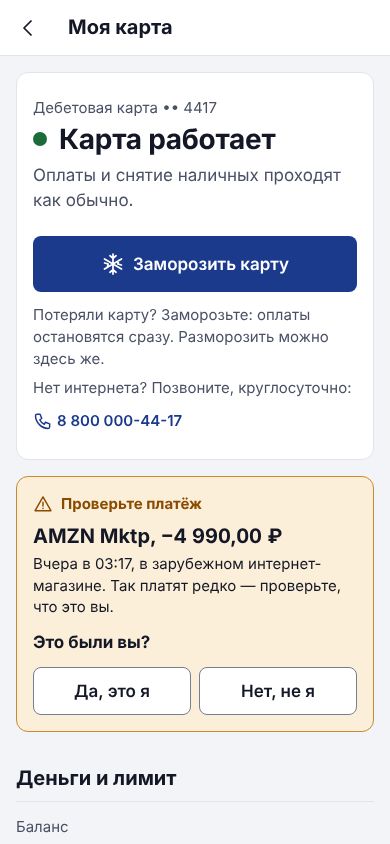 Моя карта
Дебетовая карта •• 4417
Карта работает
Оплаты и снятие наличных проходят
как обычно.
Заморозить карту
Потеряли карту? Заморозьте: оплаты
остановятся сразу. Разморозить можно
здесь же.
Нет интернета? Позвоните, круглосуточно:
8 800 000-44-17
Проверьте платёж
AMZN Mktp, −4 990,00 ₽
Вчера в 03:17, в зарубежном интернет-
магазине. Так платят редко — проверьте,
что это вы.
Это были вы?
Да, это я
Нет, не я
Деньги и лимит
Баланс